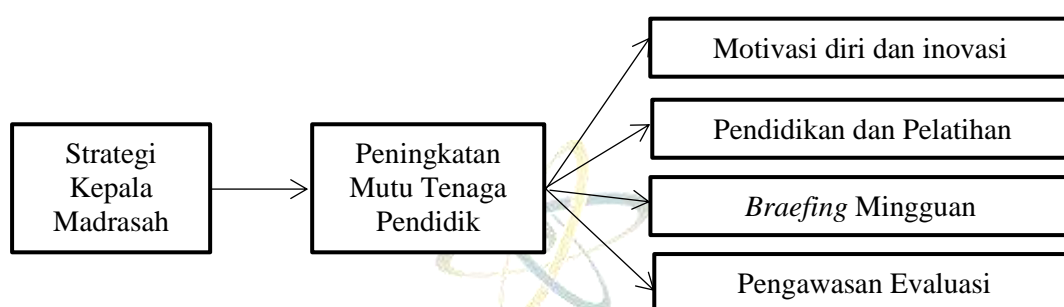 Strategi
Kepala
Madrasah
Peningkatan
Mutu Tenaga
Pendidik
Motivasi diri dan inovasi
Pendidikan dan Pelatihan
Braefing Mingguan
Pengawasan Evaluasi